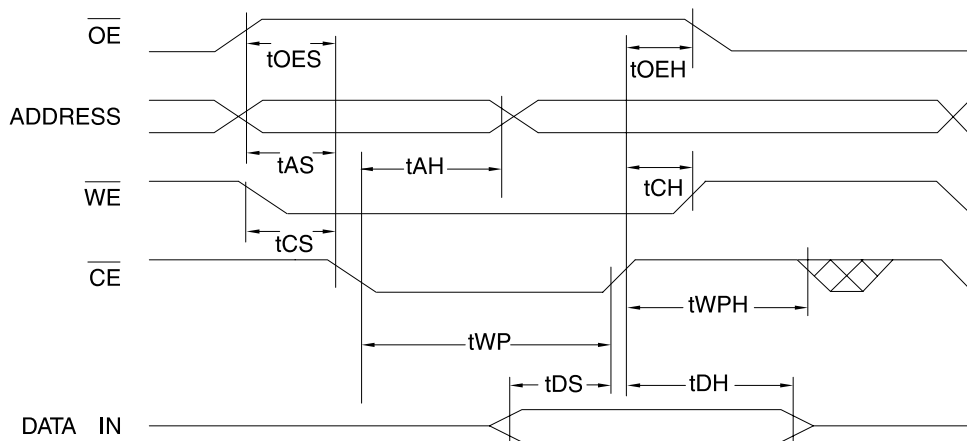 OE
tOES
tOEH
ADDRESS
tAS
tAH
tCH
WE
tCS
CE
tWPH
tWP
tDS
tDH
DATA IN